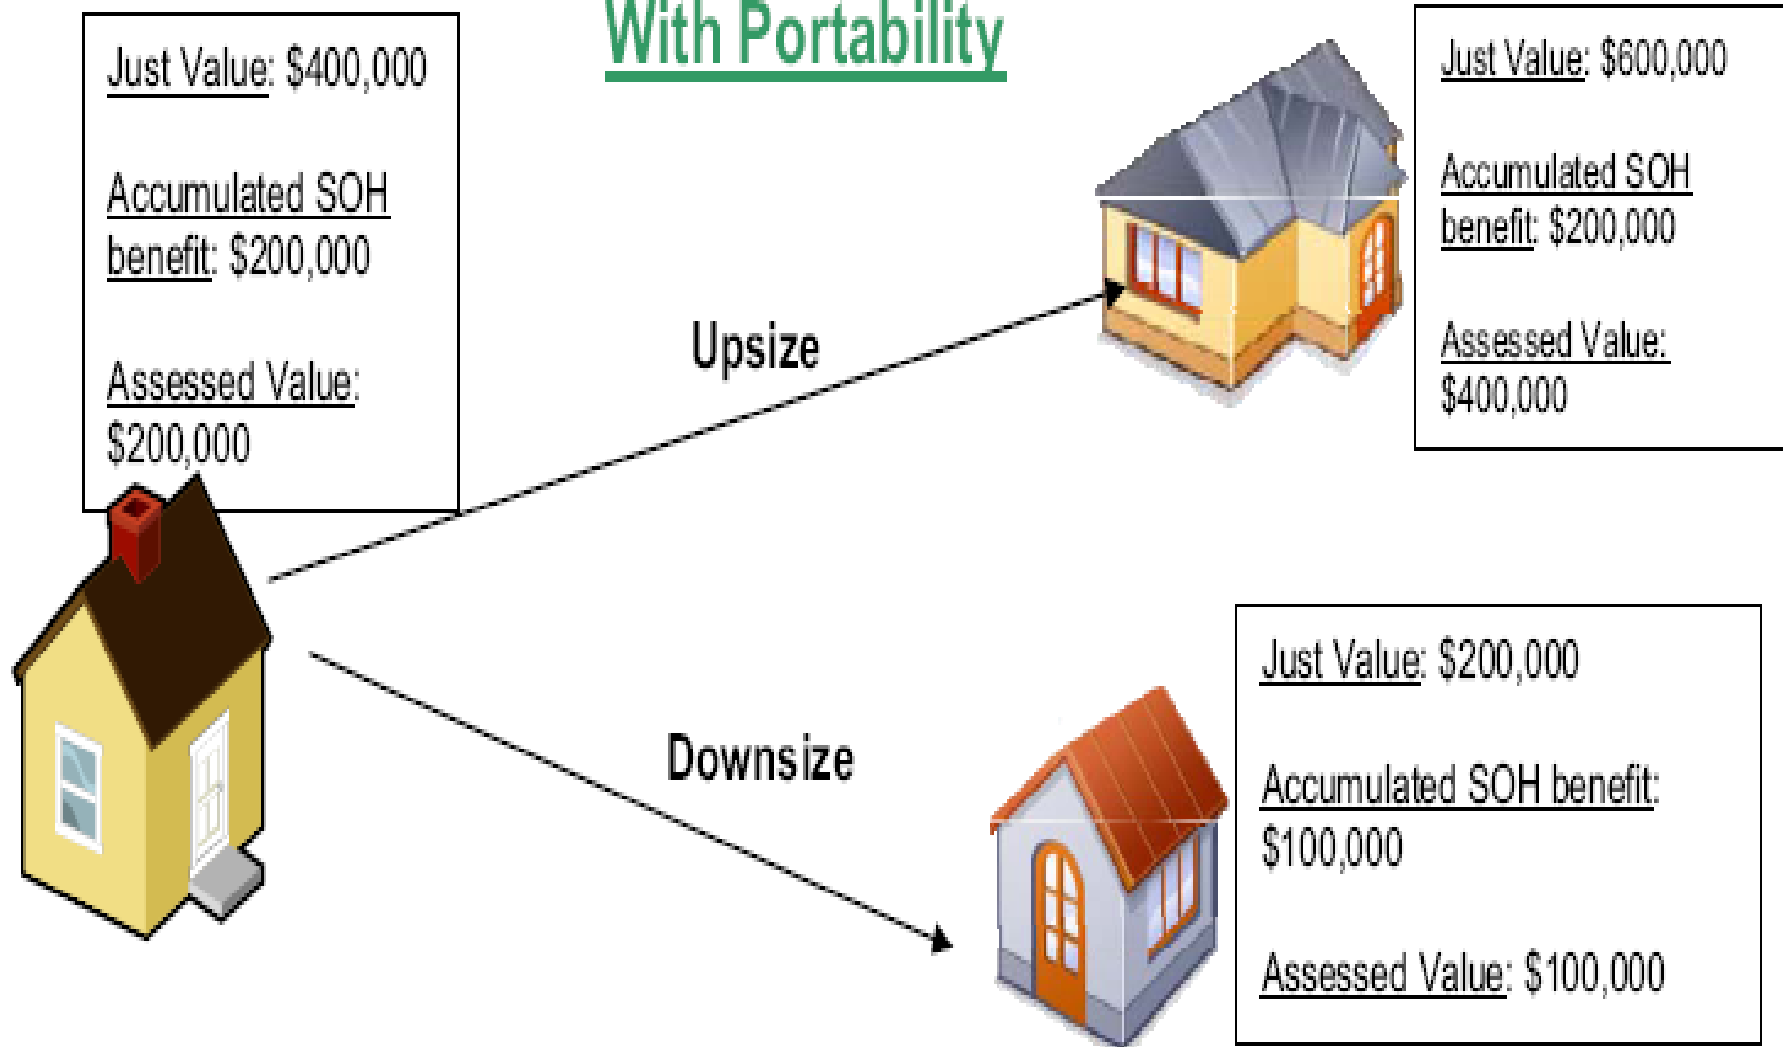 With Portability
Just Value: $400,000
Accumulated SOH
benefit: $200,000
Assessed Value:
$200,000
Upsize
Just Value: $600,000
Accumulated SOH
benefit: $200,000
Assessed Value:
$400,000
Downsize
Just Value: $200,000
Accumulated SOH benefit:
$100,000
Assessed Value: $100,000